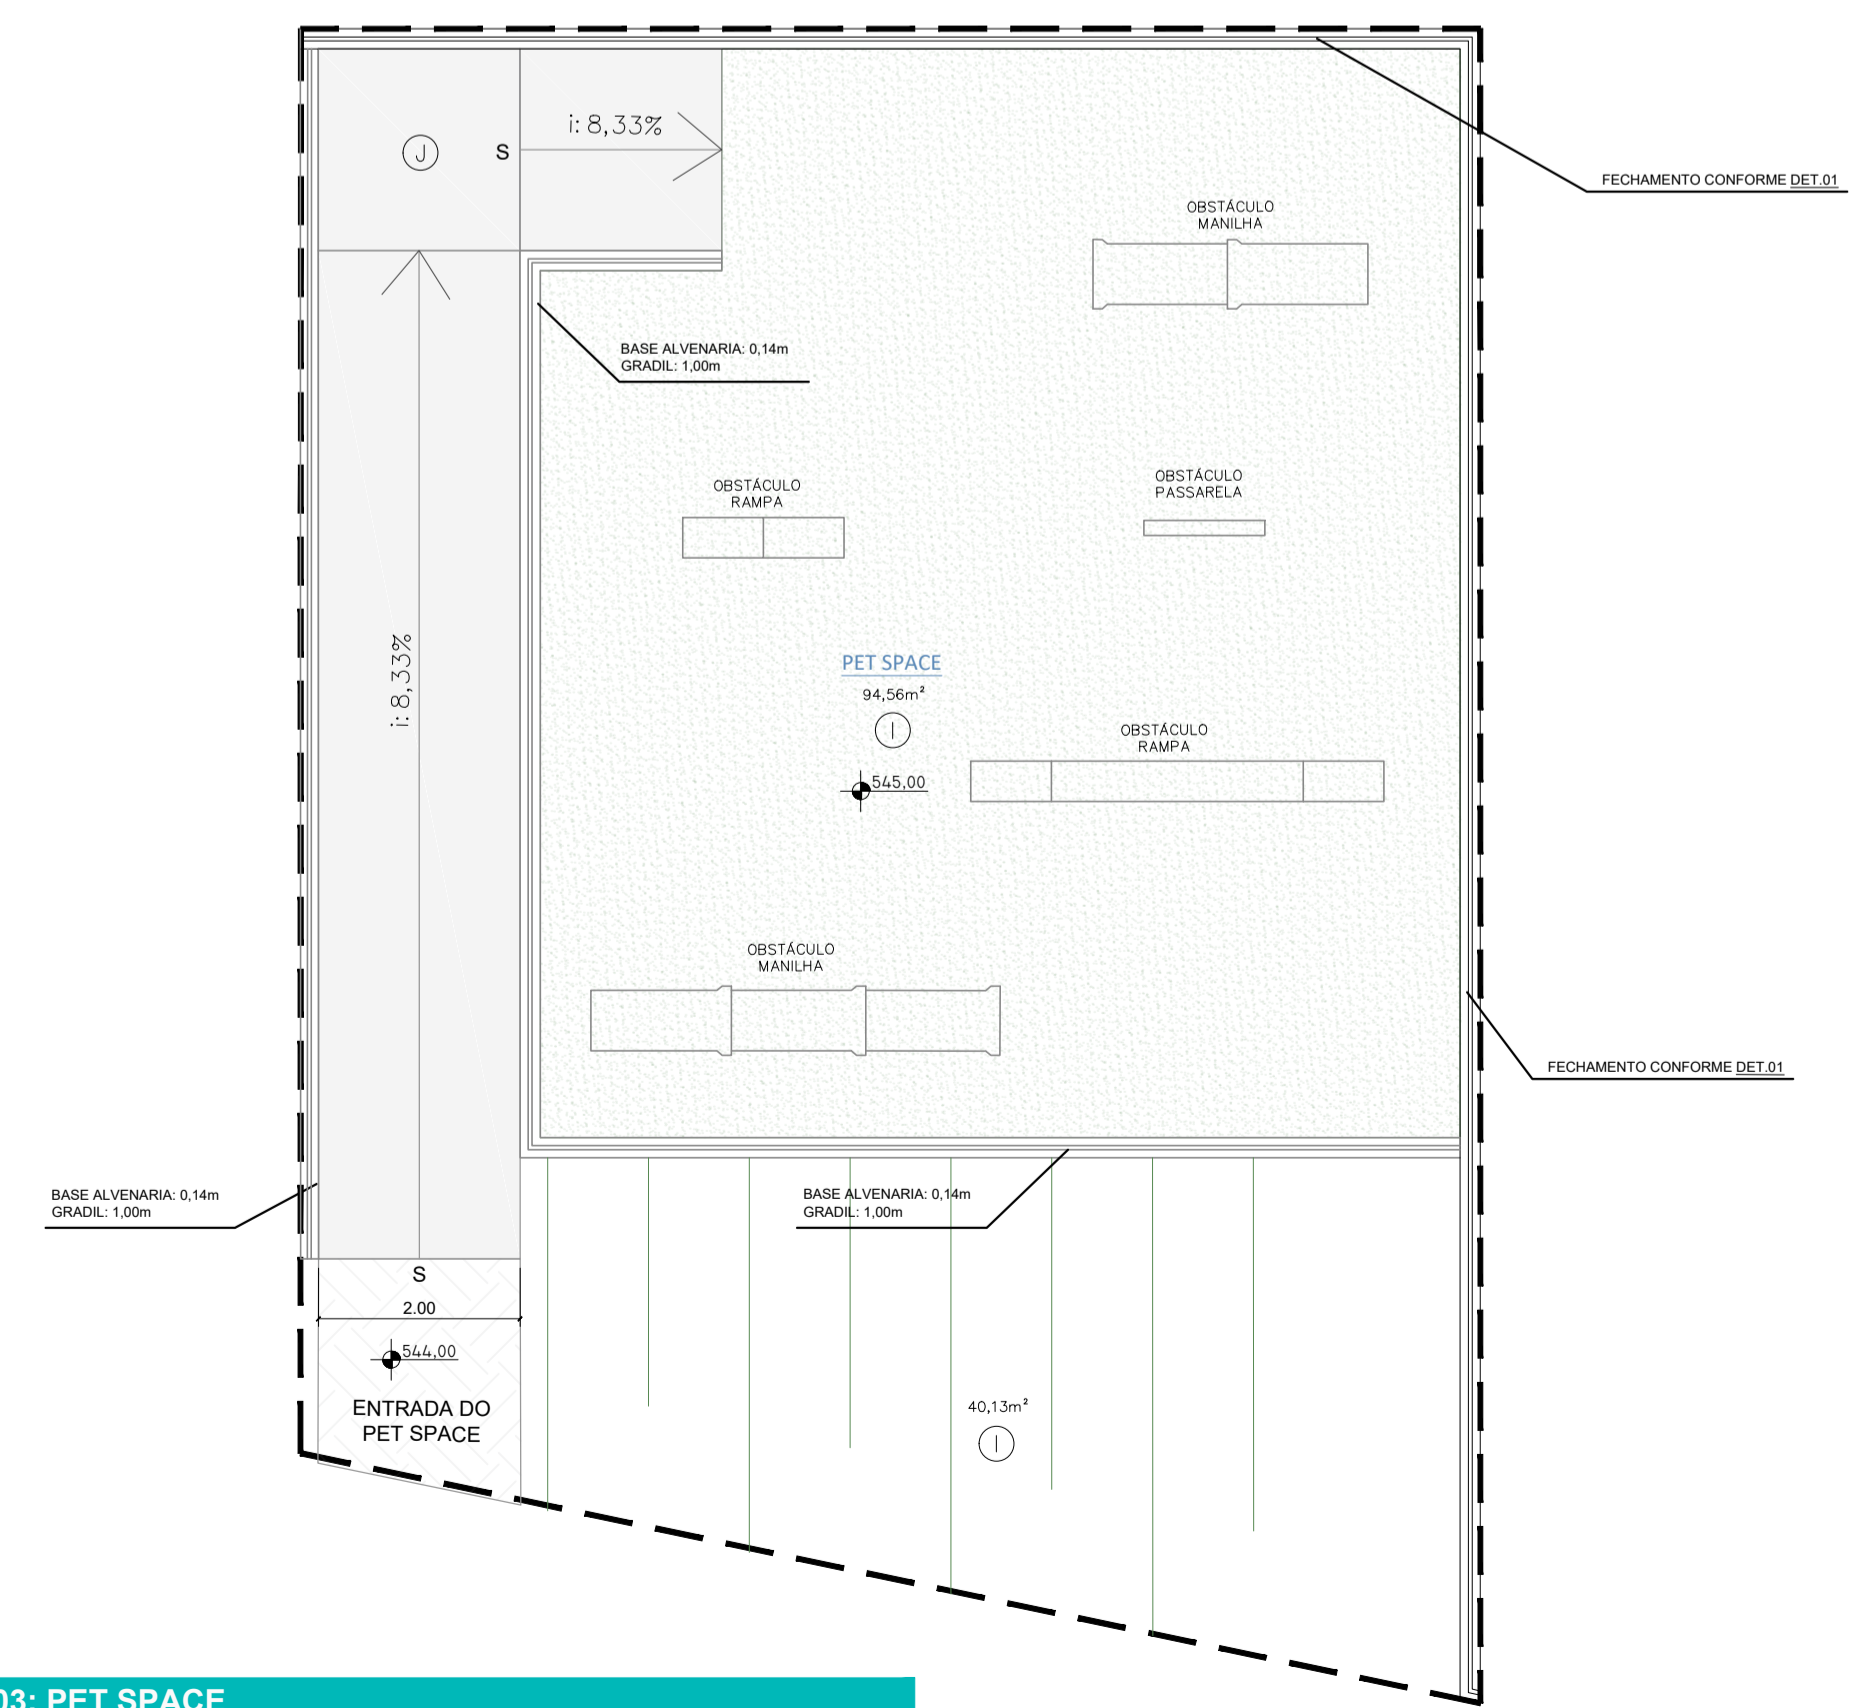 i: 8,33%
J
S
FECHAMENTO CONFORME DET.01
OBSTÁCULO
MANILHA
BASE ALVENARIA: 0,14m
GRADIL: 1,00m
OBSTÁCULO
RAMPA
OBSTÁCULO
PASSARELA
i: 8,33%
PET SPACE
94,56m²
I
545,00
OBSTÁCULO
RAMPA
OBSTÁCULO
MANILHA
FECHAMENTO CONFORME DET.01
BASE ALVENARIA: 0,14m
GRADIL: 1,00m
BASE ALVENARIA: 0,14m
GRADIL: 1,00m
S
2.00
544,00
ENTRADA DO
PET SPACE
40,13m²
I
03: PET SPACE